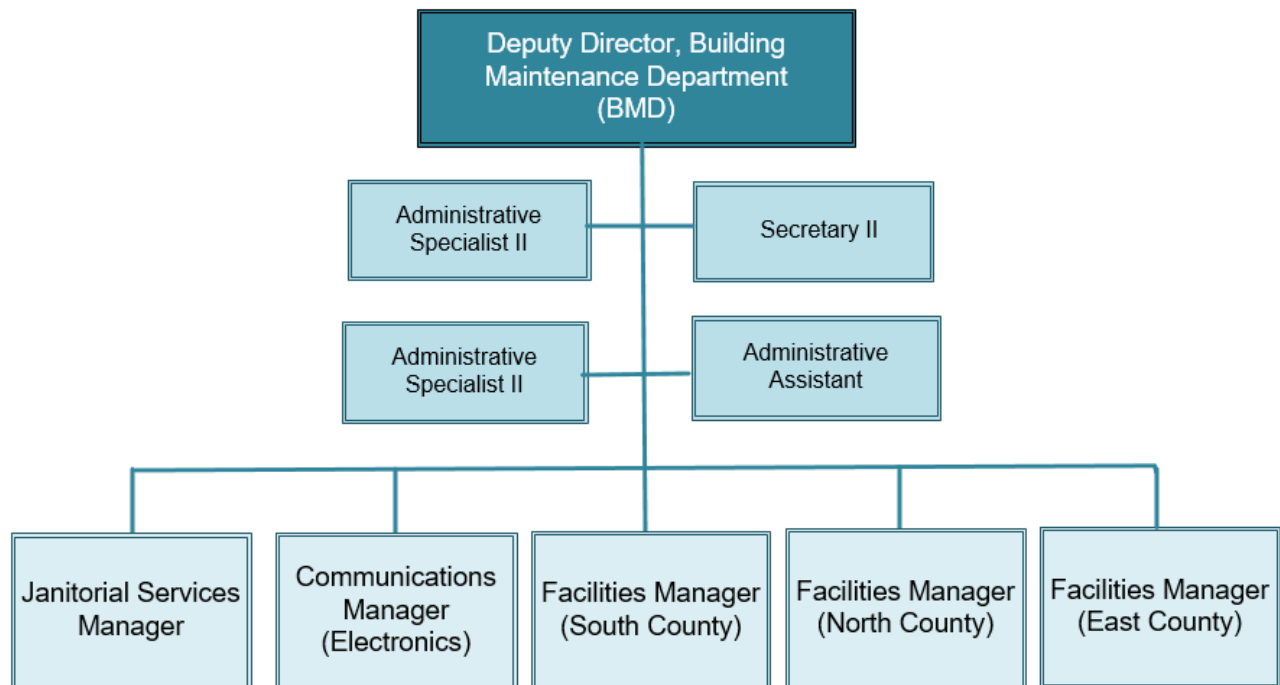 Deputy Director, Building
Maintenance Department
(BMD)
Administrative
Specialist II
Secretary II
Administrative
Specialist II
Administrative
Assistant
Janitorial Services
Manager
Communications
Manager
(Electronics)
Facilities Manager
(South County)
Facilities Manager
(North County)
Facilities Manager
(East County)